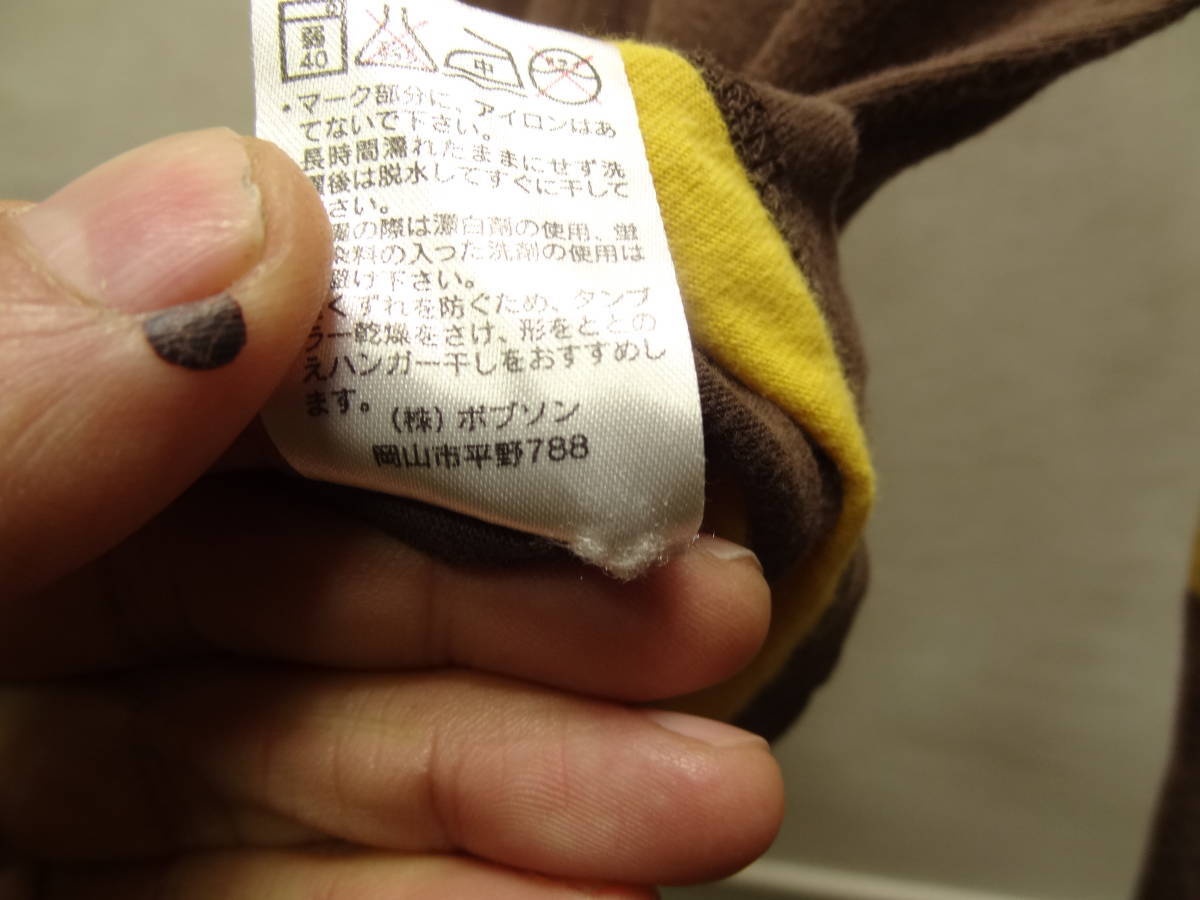 弱
40
中
・マーク部分に、アイロンはあ
てないで下さい。
長時間濡れたままにせず洗
濯後は脱水してすぐに干して
さい。
濯の際は漂白剤の使用、蛍
染料の入った洗剤の使用は
避け下さい。
くずれを防ぐため、タンブ
ラー乾燥をさけ、形をととの
えハンガー干しをおすすめし
ます。
(株)ボブソン
岡山市平野788